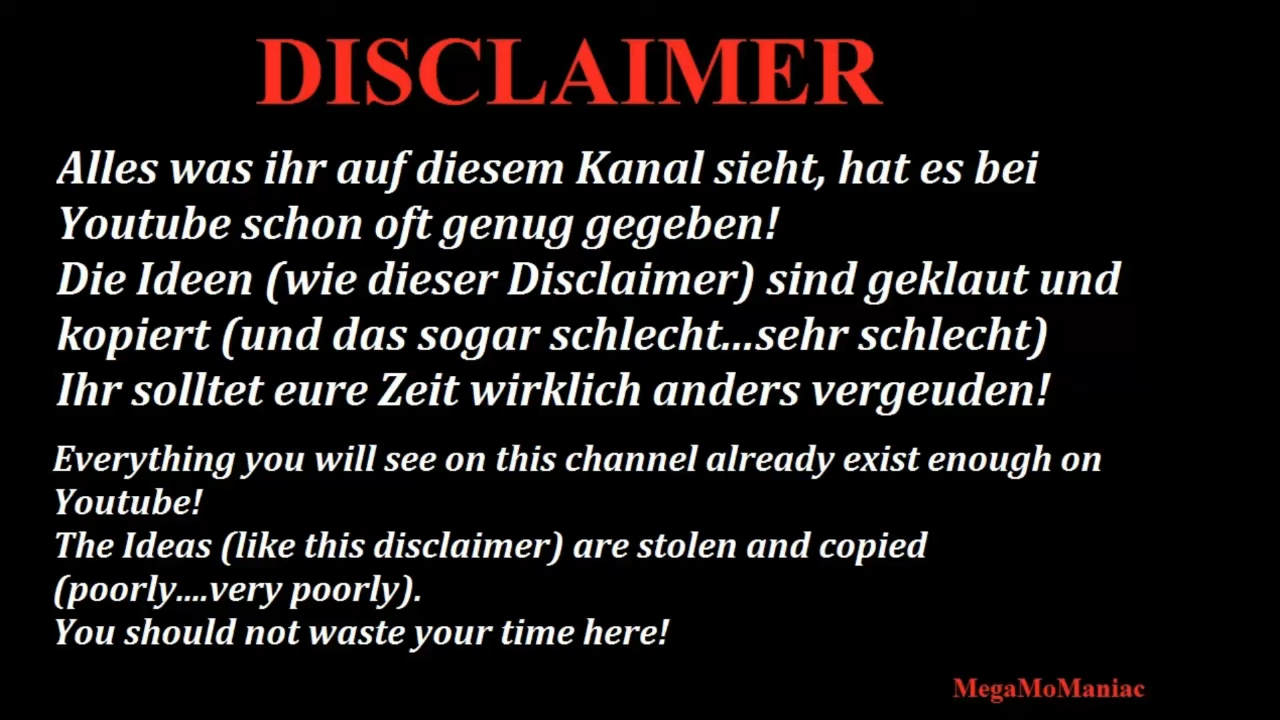 DISCLAIMER
Alles was ihr auf diesem Kanal sieht, hat es bei
Youtube schon oft genug gegeben!
Die Ideen (wie dieser Disclaimer) sind geklaut und
kopiert (und das sogar schlecht...sehr schlecht)
Ihr solltet eure Zeit wirklich anders vergeuden!
Everything you will see on this channel already exist enough on
Youtube!
The Ideas (like this disclaimer) are stolen and copied
(poorly....very poorly).
You should not waste your time here!
MegaMoManiac